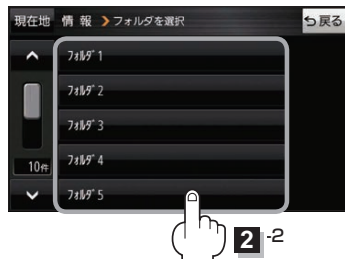 現在地 情 報 フォルダを選択 戻る
ﾌｫﾙﾀﾞ 1
ﾌｫﾙﾀﾞ 2
ﾌｫﾙﾀﾞ 3
10件
ﾌｫﾙﾀﾞ 4
ﾌｫﾙﾀﾞ 5
2 -2